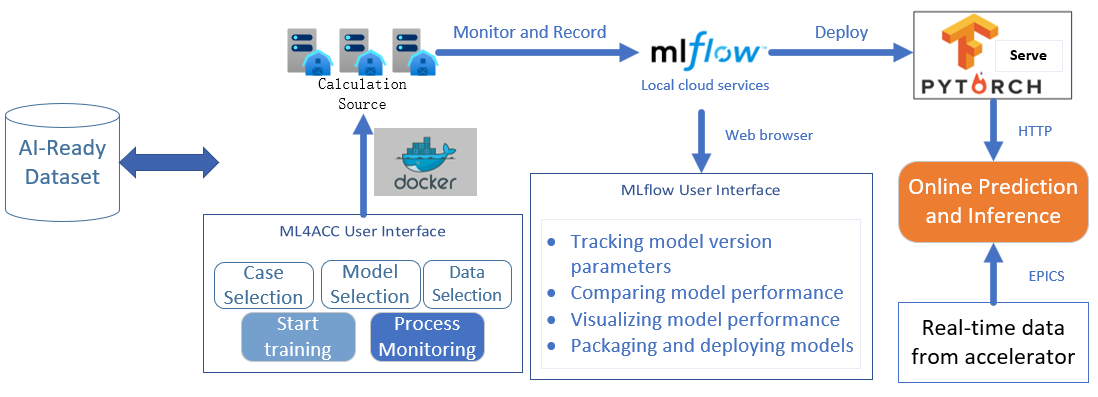 Monitor and Record
Deploy
mlflow™
Serve
PYTORCH
Calculation
Source
Local cloud services
AI-Ready
Dataset
docker
Web browser
HTTP
ML4ACC User Interface
Case
Selection
Model
Selection
Data
Selection
Start
training
Process
Monitoring
MLflow User Interface
• Tracking model version
parameters
• Comparing model performance
• Visualizing model performance
• Packaging and deploying models
Online Prediction
and Inference
EPICS
Real-time data
from accelerator